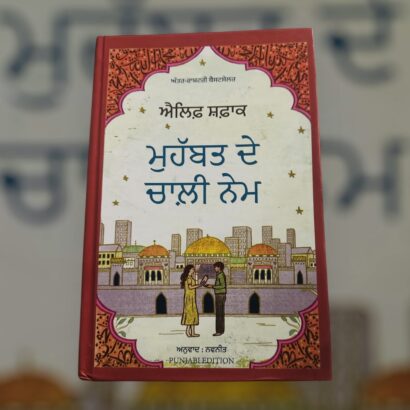 ਅੰਤਰ-ਰਾਸ਼ਟਰੀ ਬੈਸਟਸੇਲਰ
ਐਲਿਫ਼ ਸ਼ਫ਼ਾਕ
ਮੁਹੱਬਤ ਦੇ
ਚਾਲ਼ੀ ਨੇਮ
ਅਨੁਵਾਦ : ਨਵਨੀਤ
PUNJABI EDITION